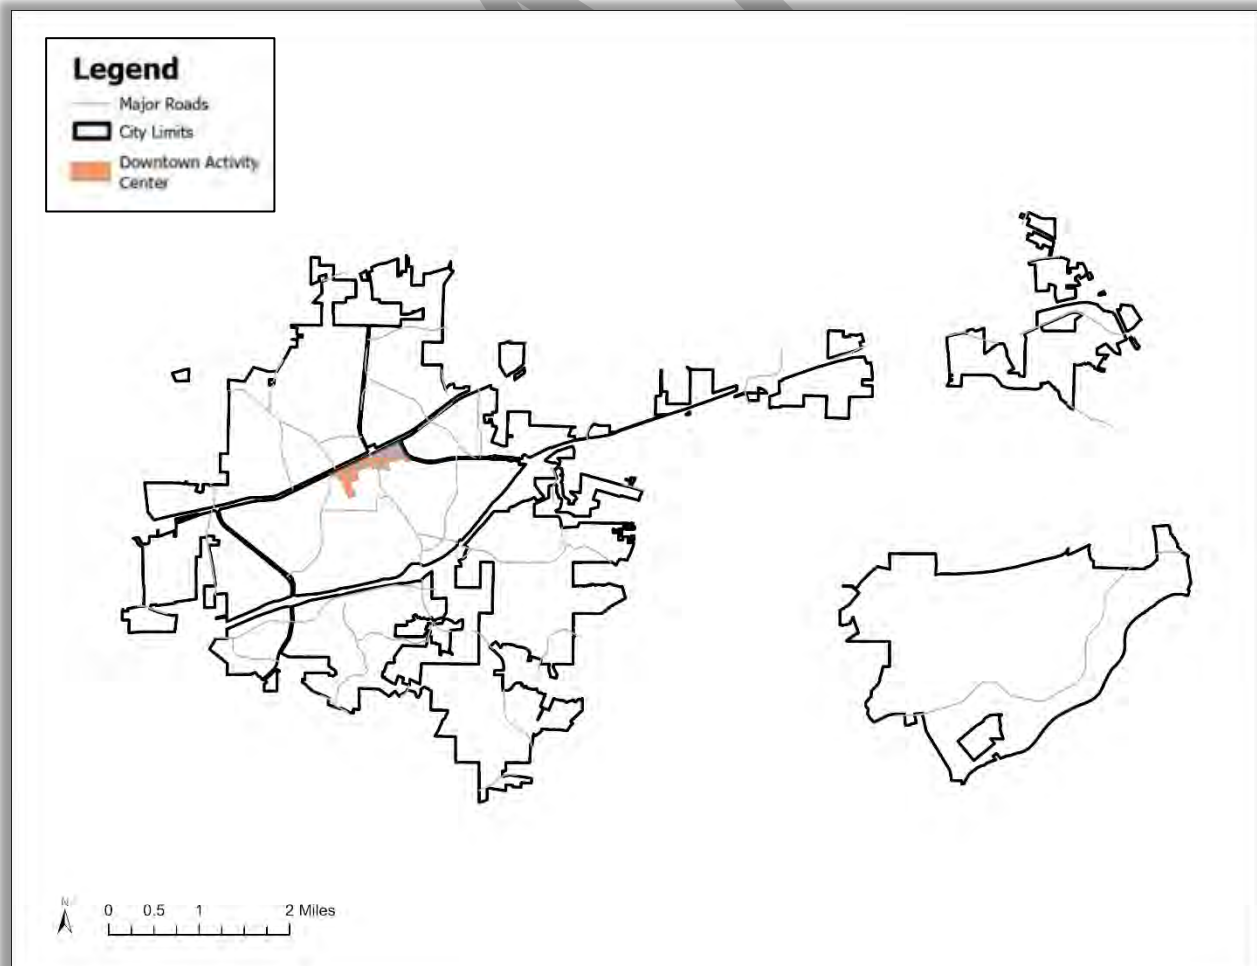 Legend
Major Roads
City Limits
Downtown Activity
Center
N
0 0.5 1 2 Miles